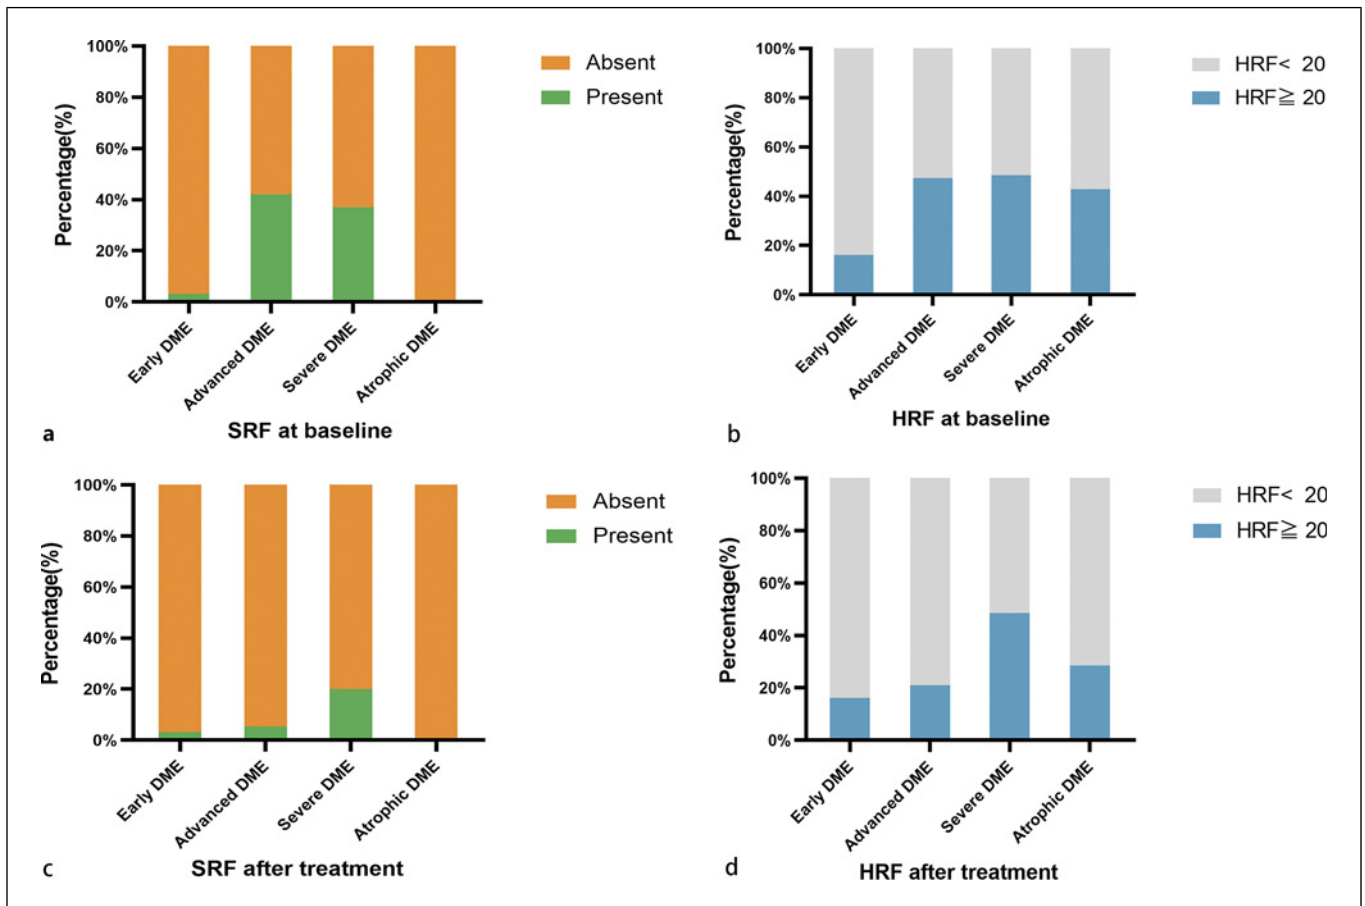 100%
80%
60%
40%
20%
0%
Percentage(%)
Absent
Present
Early DME
Advanced DME
Severe DME
Atrophic DME
a
SRF at baseline
100%
80%
60%
40%
20%
0%
Percentage(%)
HRF< 20
HRF≧ 20
Early DME
Advanced DME
Severe DME
Atrophic DME
b
HRF at baseline
100%
80%
60%
40%
20%
0%
Percentage(%)
Absent
Present
Early DME
Advanced DME
Severe DME
Atrophic DME
c
SRF after treatment
100%
80%
60%
40%
20%
0%
Percentage(%)
HRF< 20
HRF≧ 20
Early DME
Advanced DME
Severe DME
Atrophic DME
d
HRF after treatment